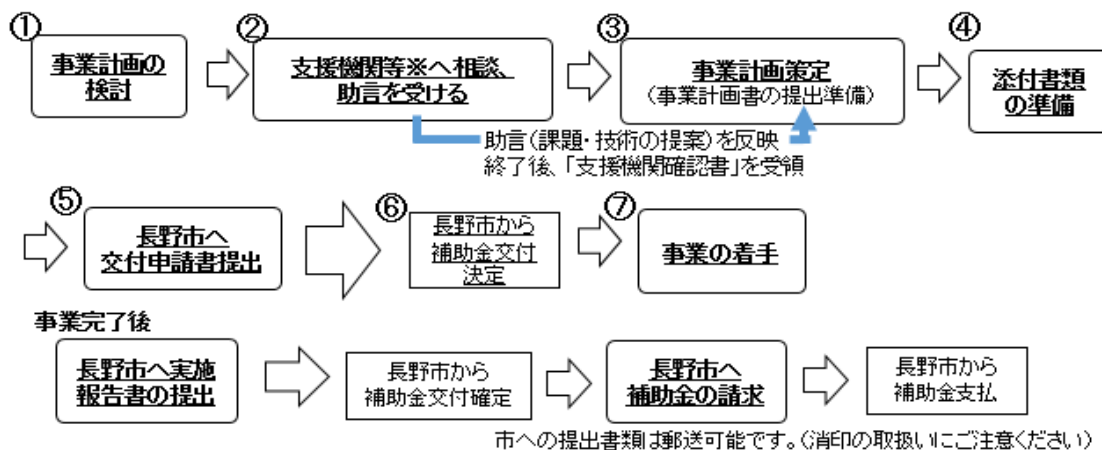 ①
事業計画の
検討
②
支援機関等※へ相談、
助言を受ける
③
事業計画策定
(事業計画書の提出準備)
④
添付書類
の準備
助言(課題・技術の提案)を反映
終了後、「支援機関確認書」を受領
⑤
長野市へ
交付申請書提出
⑥
長野市から
補助金交付
決定
⑦
事業の着手
事業完了後
長野市へ実施
報告書の提出
長野市から
補助金交付確定
長野市へ
補助金の請求
長野市から
補助金支払
市への提出書類は郵送可能です。(消印の取扱いにご注意ください)